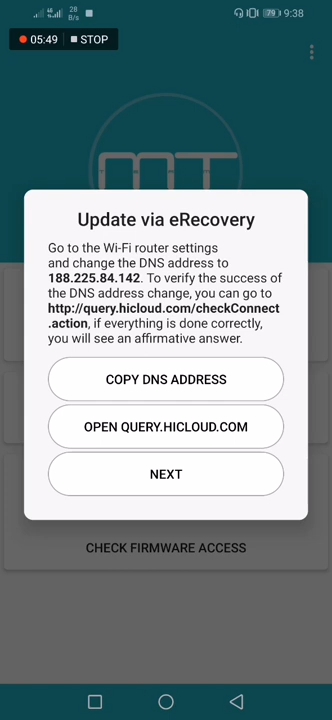 28
B/s
79
9:38
05:49
STOP
MT
Update via eRecovery
Go to the Wi-Fi router settings
and change the DNS address to
188.225.84.142. To verify the success of
the DNS address change, you can go to
http://query.hicloud.com/checkConnect
.action, if everything is done correctly,
you will see an affirmative answer.
COPY DNS ADDRESS
OPEN QUERY.HICLOUD.COM
NEXT
CHECK FIRMWARE ACCESS